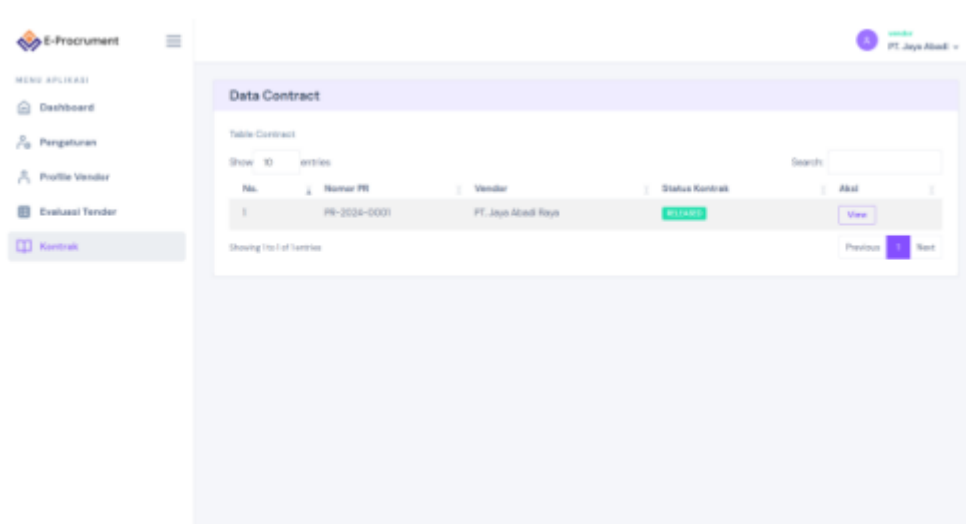 E-Procrument
vendor
PT. Jaya Abadi
MENU APLIKASI
Dashboard
Pengaturan
Profile Vendor
Evaluasi Tender
Kontrak
Data Contract
Table Contract
Show 10 entries
Search:
No. Nomor PR Vendor Status Kontrak Aksi
1 PR-2024-0001 PT. Jaya Abadi Raya RELEASED View
Showing 1 to 1 of 1 entries
Previous 1 Next